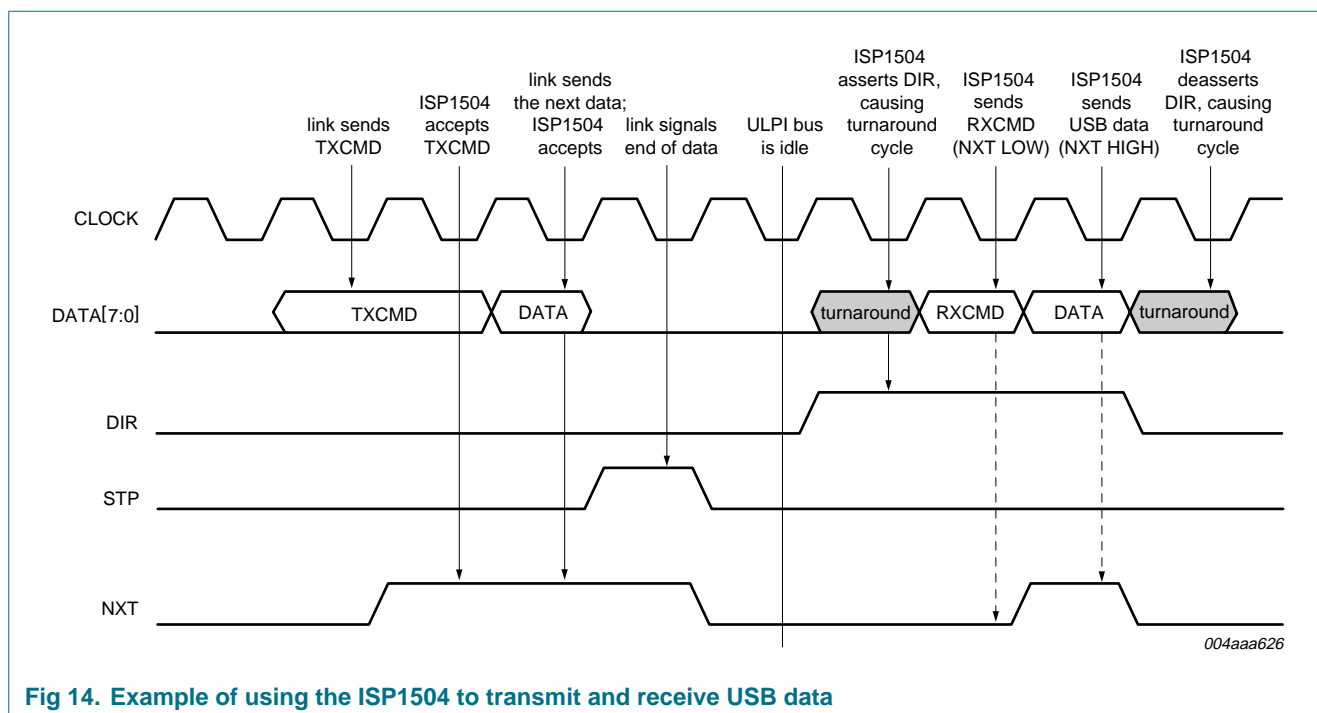 link sends
TXCMD
ISP1504
accepts
TXCMD
link sends
the next data;
ISP1504
accepts
link signals
end of data
ULPI bus
is idle
ISP1504
asserts DIR,
causing
turnaround
cycle
ISP1504
sends
RXCMD
(NXT LOW)
ISP1504
sends
USB data
(NXT HIGH)
ISP1504
deasserts
DIR, causing
turnaround
cycle
CLOCK
DATA[7:0]
TXCMD
DATA
turnaround
RXCMD
DATA
turnaround
DIR
STP
NXT
004aaa626
Fig 14. Example of using the ISP1504 to transmit and receive USB data